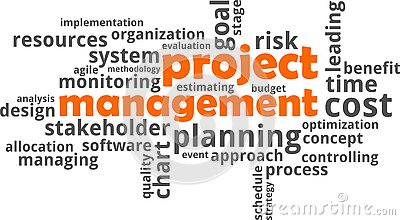 implementation
resources organization
goal
stage
risk
leading
system
evaluation
project
agile methodology
benefit
monitoring
estimating
budget
time
analysis
management
cost
design
stakeholder
planning
optimization
allocation software
concept
managing
quality
chart
event approach
controlling
process
schedule
strategy
dreamstime